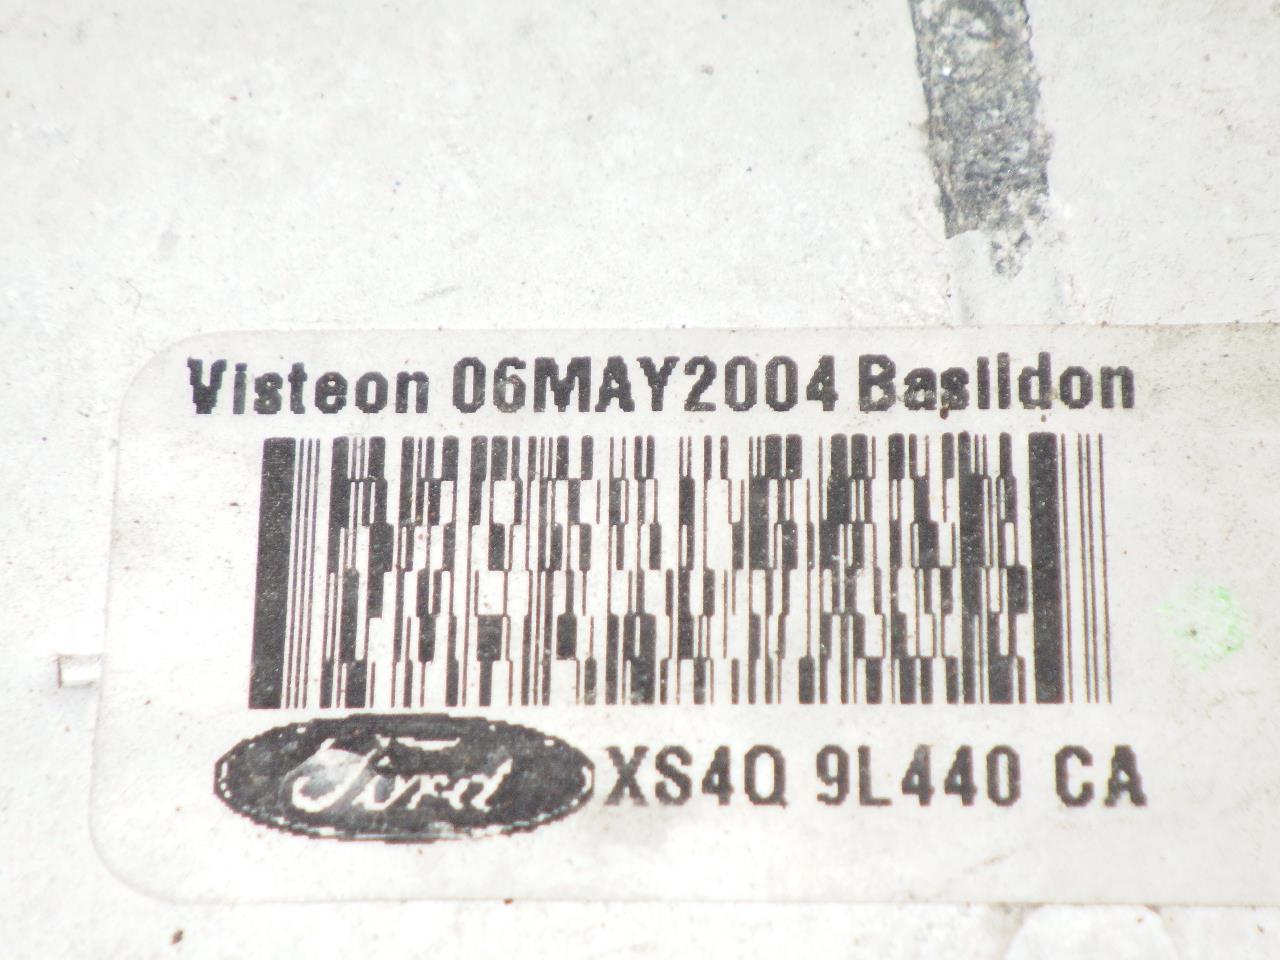 Visteon 06MAY2004 Basildon
Ford XS4Q 9L440 CA